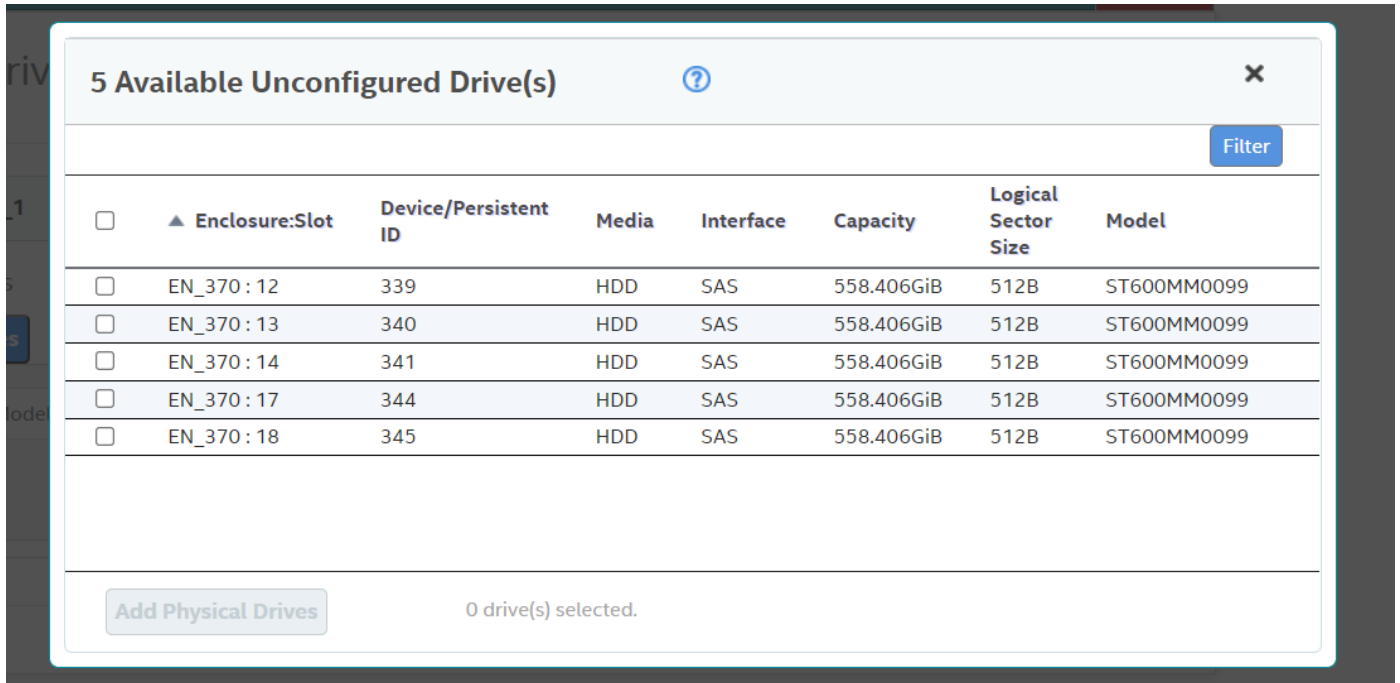 5 Available Unconfigured Drive(s) ? ×
Filter
▲ Enclosure:Slot Device/Persistent ID Media Interface Capacity Logical Sector Size Model
EN_370 : 12 339 HDD SAS 558.406GiB 512B ST600MM0099
EN_370 : 13 340 HDD SAS 558.406GiB 512B ST600MM0099
EN_370 : 14 341 HDD SAS 558.406GiB 512B ST600MM0099
EN_370 : 17 344 HDD SAS 558.406GiB 512B ST600MM0099
EN_370 : 18 345 HDD SAS 558.406GiB 512B ST600MM0099
Add Physical Drives 0 drive(s) selected.